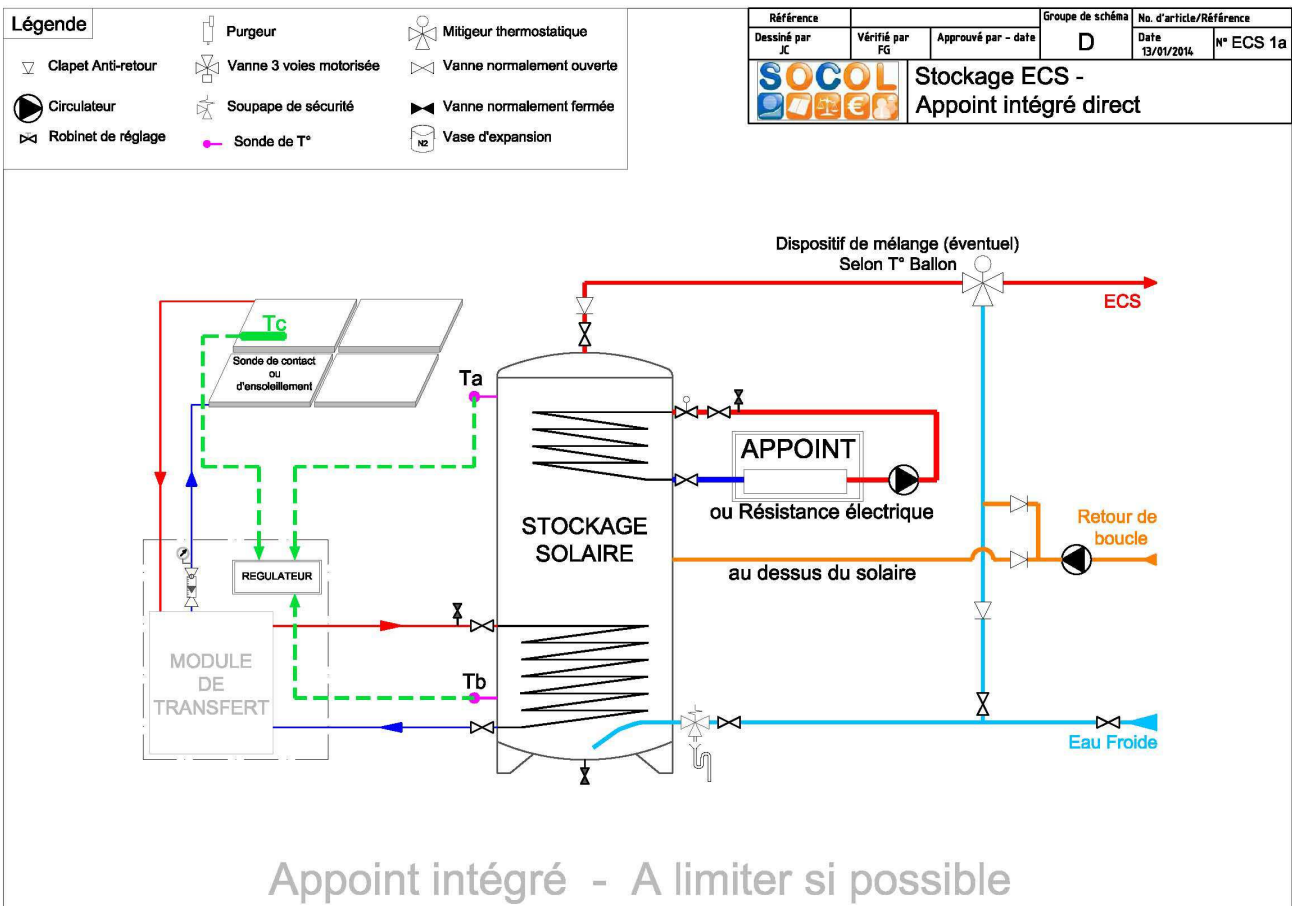 Légende
Purgeur
Mitigeur thermostatique
Clapet Anti-retour
Vanne 3 voies motorisée
Vanne normalement ouverte
Circulateur
Soupape de sécurité
Vanne normalement fermée
Robinet de réglage
Sonde de T°
N2
Vase d'expansion
Référence
Groupe de schéma
No. d'article/Référence
Dessiné par
JC
Vérifié par
FG
Approuvé par - date
D
Date
13/01/2014
N° ECS 1a
SOCOL
Stockage ECS -
Appoint intégré direct
Dispositif de mélange (éventuel)
Selon T° Ballon
ECS
Tc
Sonde de contact
ou
d'ensoleillement
Ta
APPOINT
ou Résistance électrique
STOCKAGE
SOLAIRE
Retour de
boucle
au dessus du solaire
REGULATEUR
MODULE
DE
TRANSFERT
Tb
Eau Froide
Appoint intégré - A limiter si possible